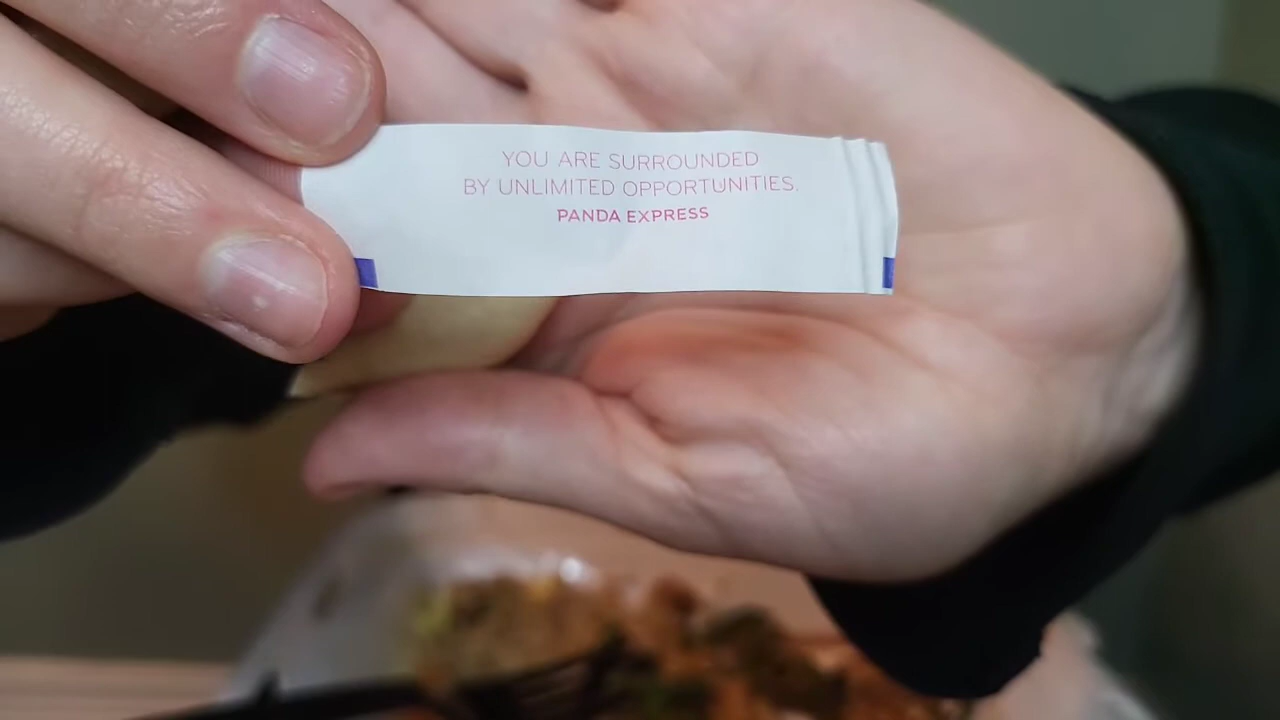 YOU ARE SURROUNDED
BY UNLIMITED OPPORTUNITIES.
PANDA EXPRESS